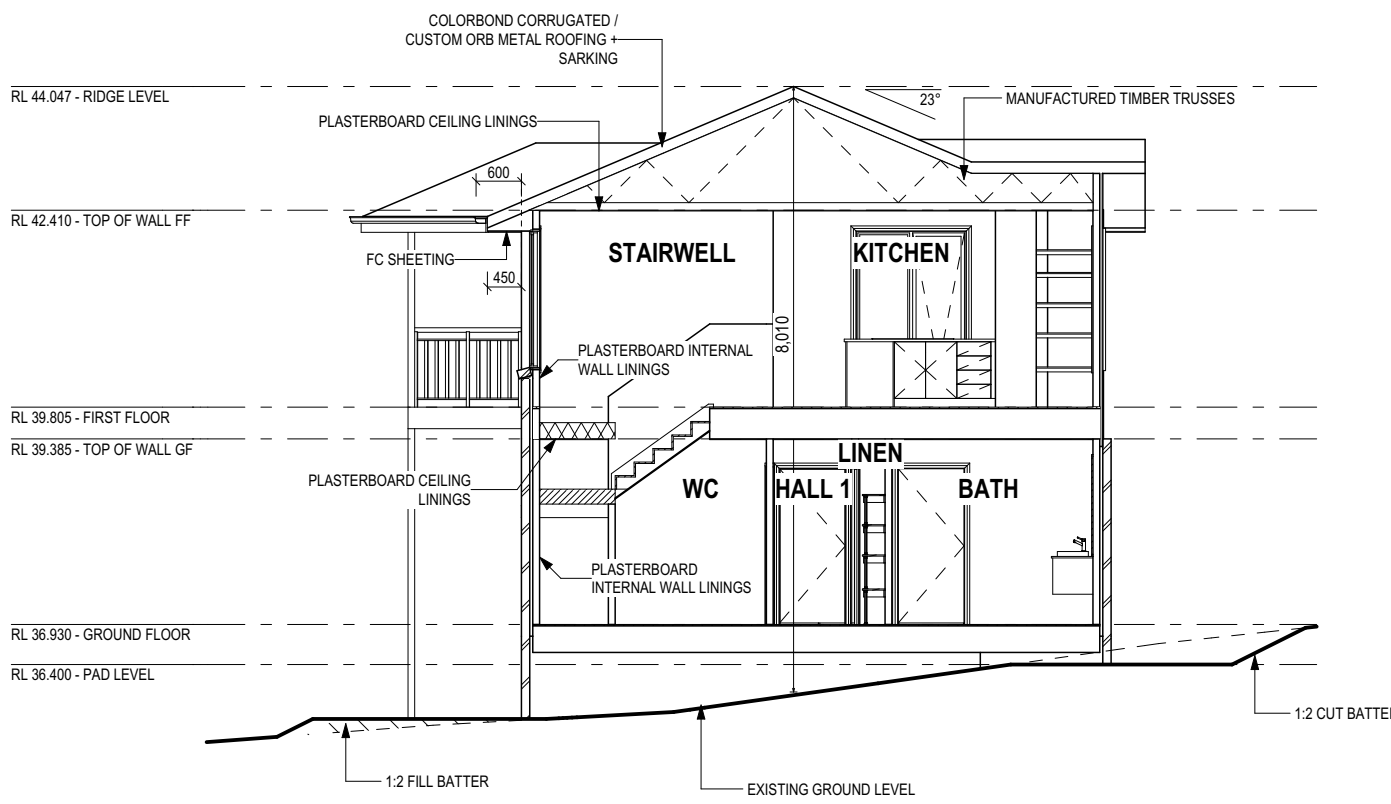 COLORBOND CORRUGATED /
CUSTOM ORB METAL ROOFING +
SARKING
RL 44.047 - RIDGE LEVEL
23°
MANUFACTURED TIMBER TRUSSES
PLASTERBOARD CEILING LININGS
600
RL 42.410 - TOP OF WALL FF
FC SHEETING
STAIRWELL
KITCHEN
450
8,010
PLASTERBOARD INTERNAL
WALL LININGS
RL 39.805 - FIRST FLOOR
RL 39.385 - TOP OF WALL GF
LINEN
PLASTERBOARD CEILING
LININGS
WC
HALL 1
BATH
PLASTERBOARD
INTERNAL WALL LININGS
RL 36.930 - GROUND FLOOR
RL 36.400 - PAD LEVEL
1:2 CUT BATTE
1:2 FILL BATTER
EXISTING GROUND LEVEL